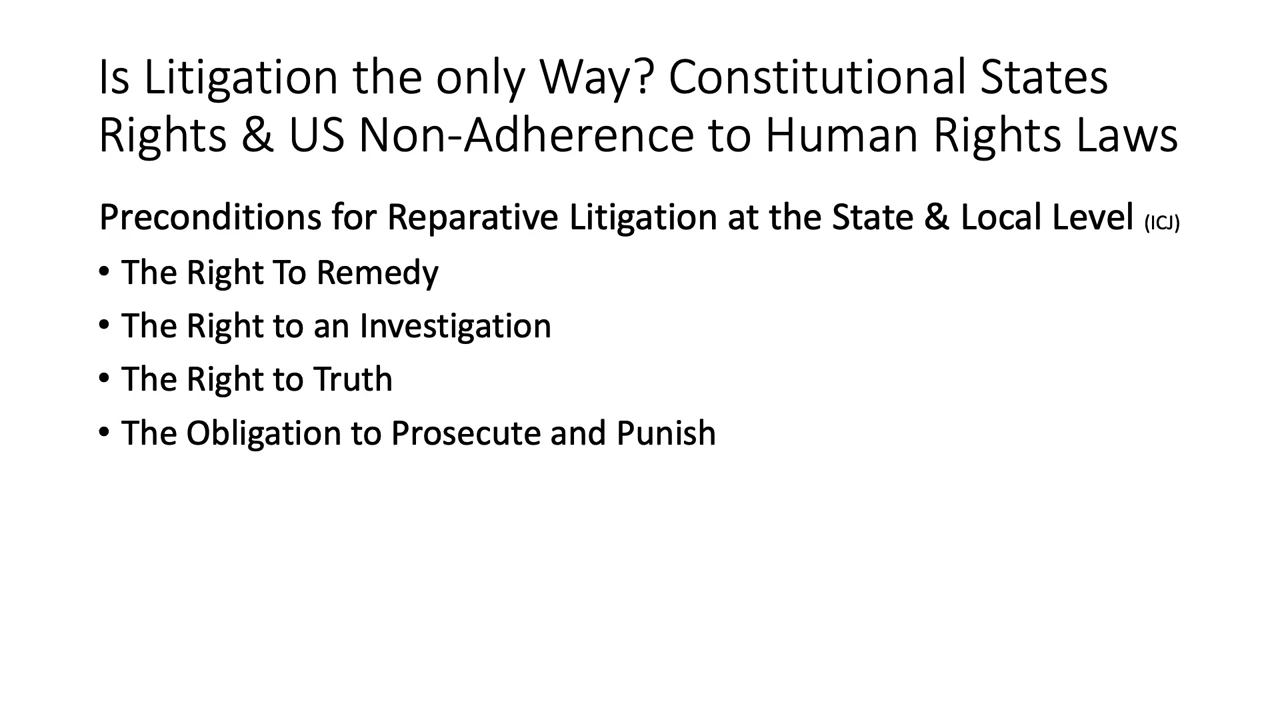 Is Litigation the only Way? Constitutional States
Rights & US Non-Adherence to Human Rights Laws
Preconditions for Reparative Litigation at the State & Local Level (ICJ)
• The Right To Remedy
• The Right to an Investigation
• The Right to Truth
• The Obligation to Prosecute and Punish